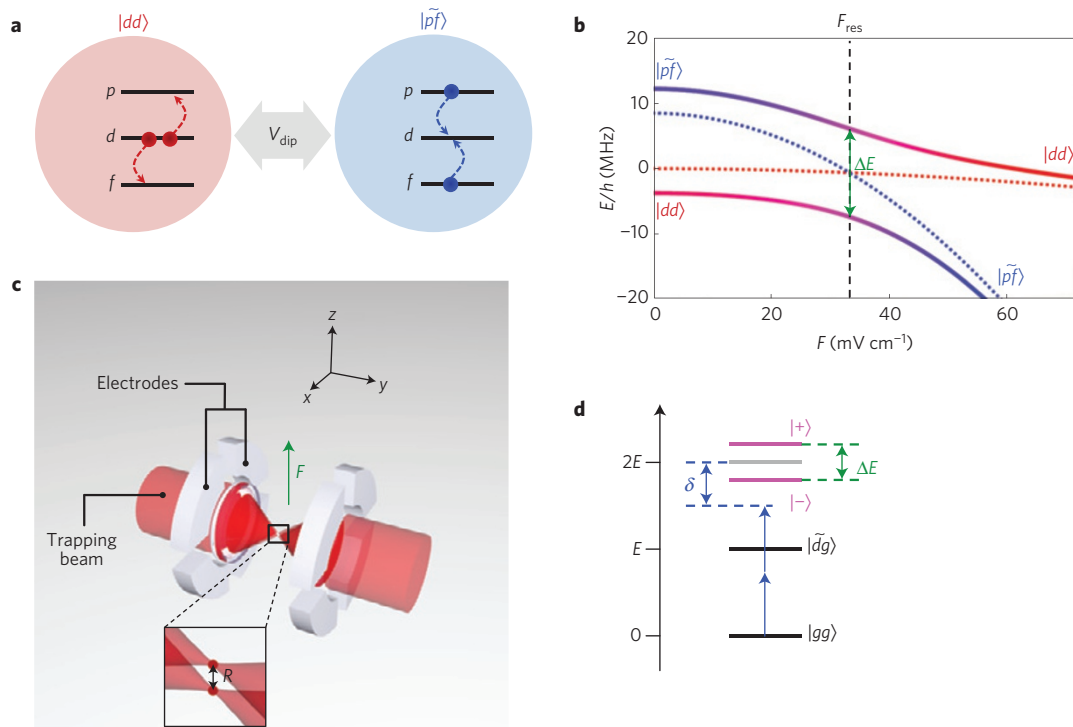 a
|dd⟩
|p̃f⟩
p
d
f
V_dip
p
d
f
b
F_res
20
10
0
−10
−20
E/h (MHz)
|p̃f⟩
ΔE
|dd⟩
|dd⟩
|p̃f⟩
0
20
40
60
F (mV cm⁻¹)
c
z
y
x
Electrodes
F
Trapping
beam
R
d
|+⟩
2E
ΔE
δ
|−⟩
E
|d̃g⟩
0
|gg⟩